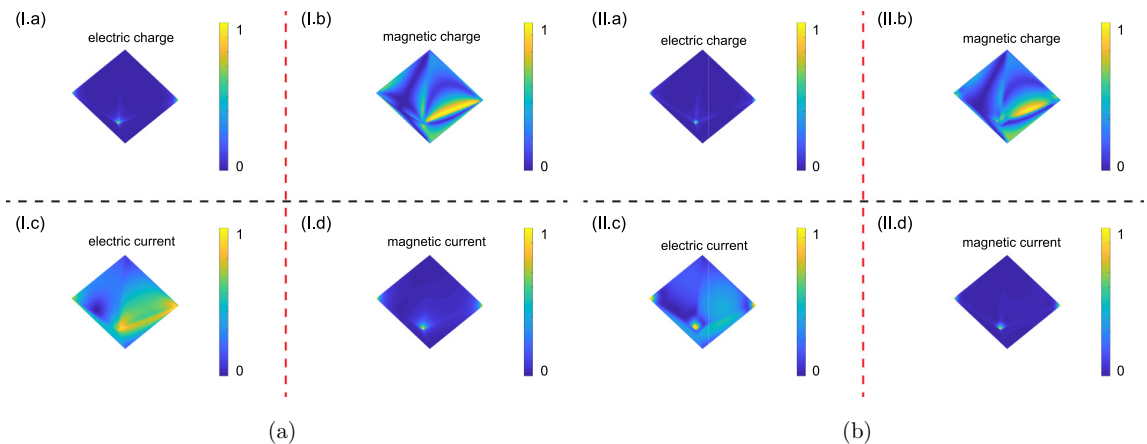 (I.a)
electric charge
1
0
(I.b)
magnetic charge
1
0
(II.a)
electric charge
1
0
(II.b)
magnetic charge
1
0
(I.c)
electric current
1
0
(I.d)
magnetic current
1
0
(II.c)
electric current
1
0
(II.d)
magnetic current
1
0
(a)
(b)